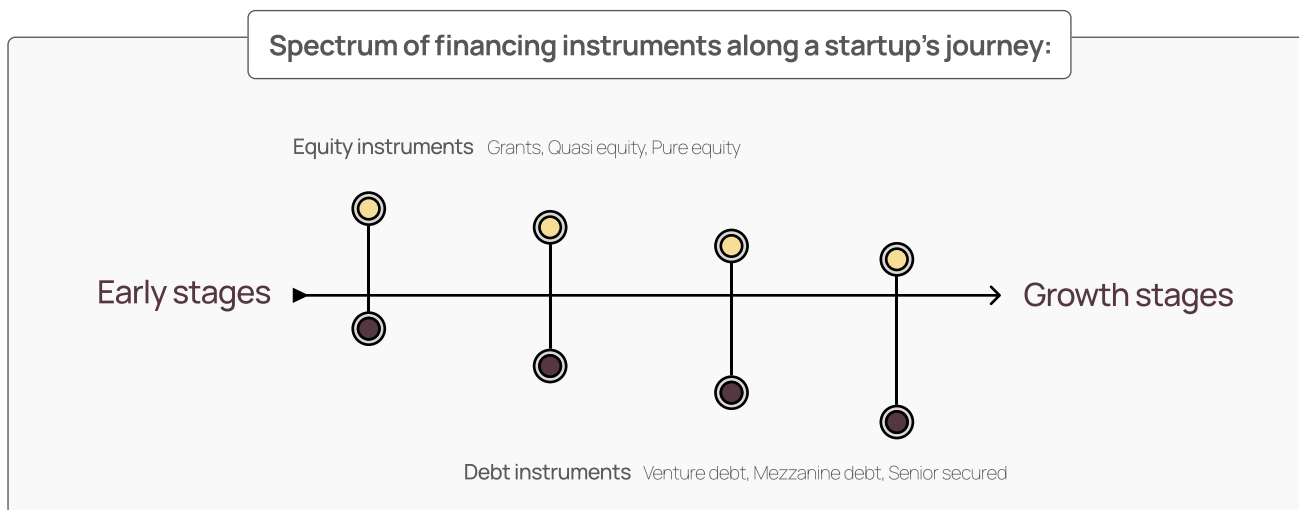 Spectrum of financing instruments along a startup’s journey:
Equity instruments Grants, Quasi equity, Pure equity
Early stages
Growth stages
Debt instruments Venture debt, Mezzanine debt, Senior secured